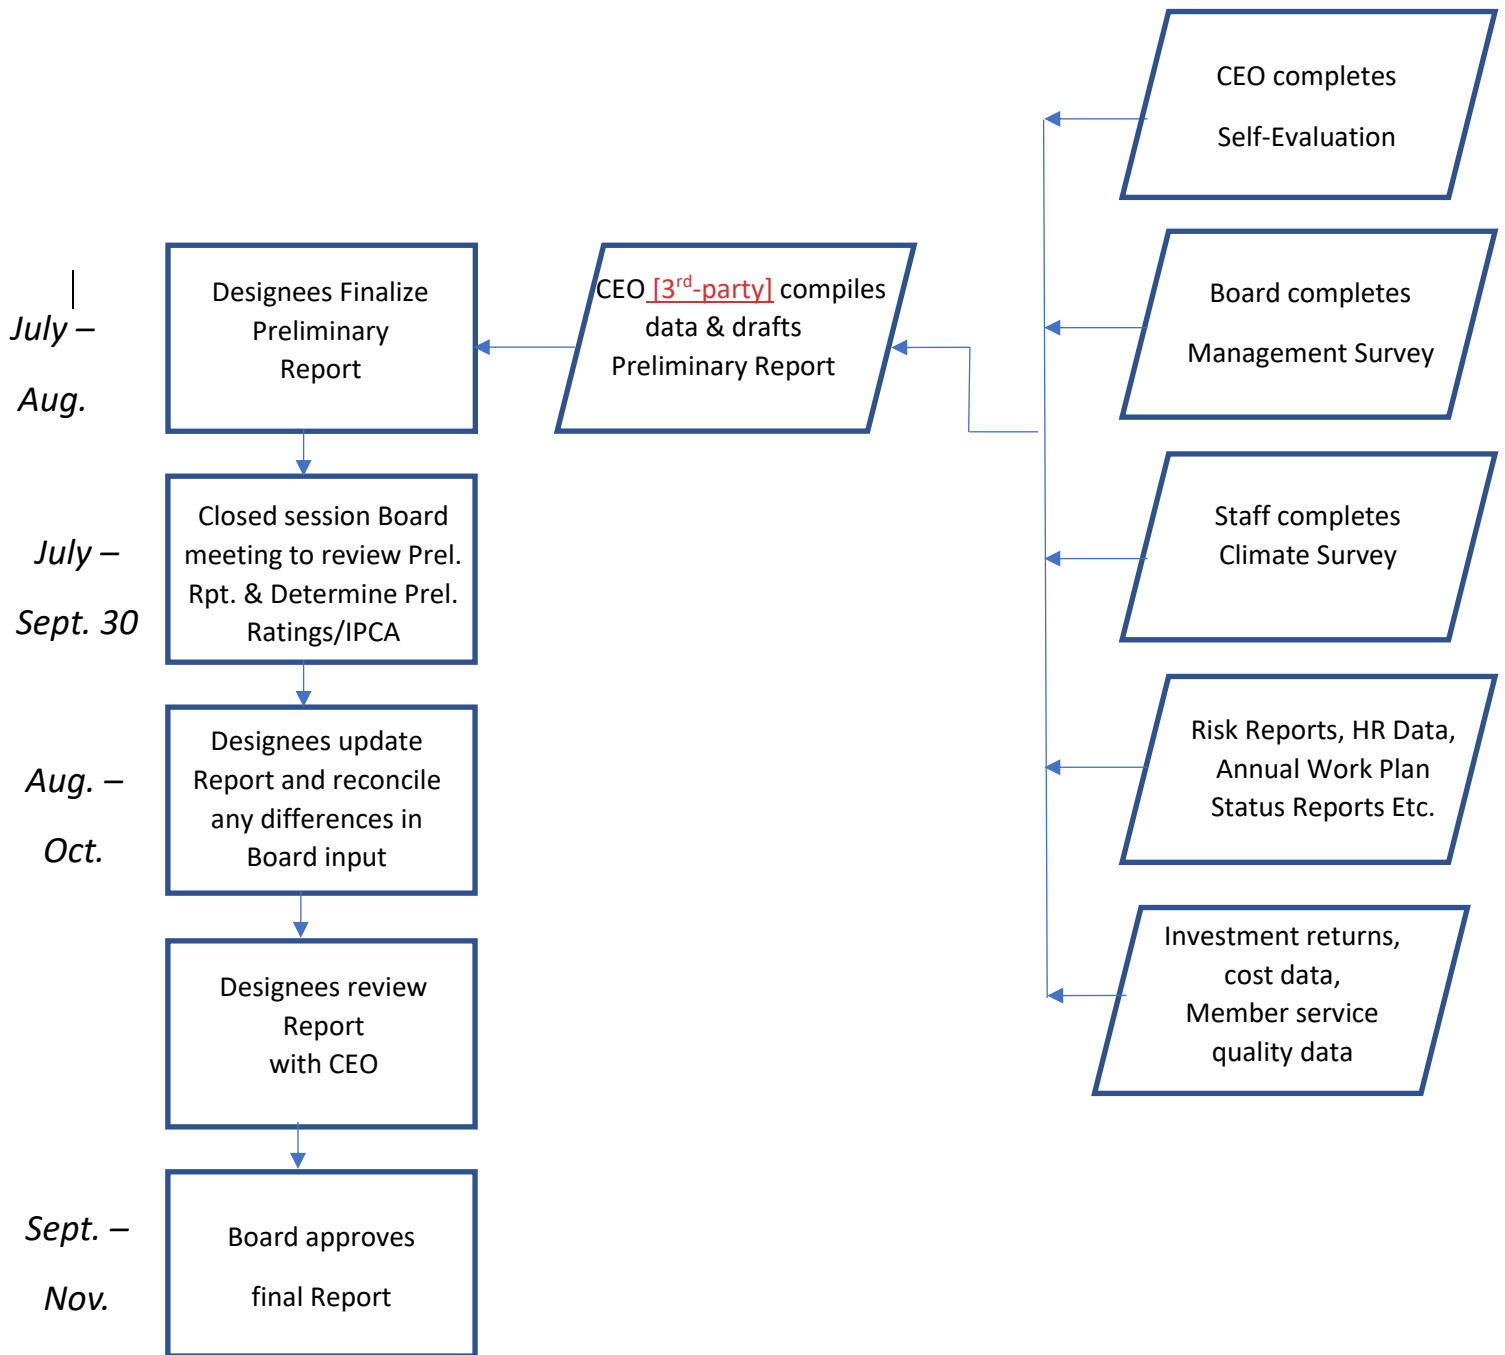 CEO completes
Self-Evaluation
July –
Aug.
Designees Finalize
Preliminary
Report
CEO [3rd-party] compiles
data & drafts
Preliminary Report
Board completes
Management Survey
July –
Sept. 30
Closed session Board
meeting to review Prel.
Rpt. & Determine Prel.
Ratings/IPCA
Staff completes
Climate Survey
Aug. –
Oct.
Designees update
Report and reconcile
any differences in
Board input
Risk Reports, HR Data,
Annual Work Plan
Status Reports Etc.
Designees review
Report
with CEO
Investment returns,
cost data,
Member service
quality data
Sept. –
Nov.
Board approves
final Report